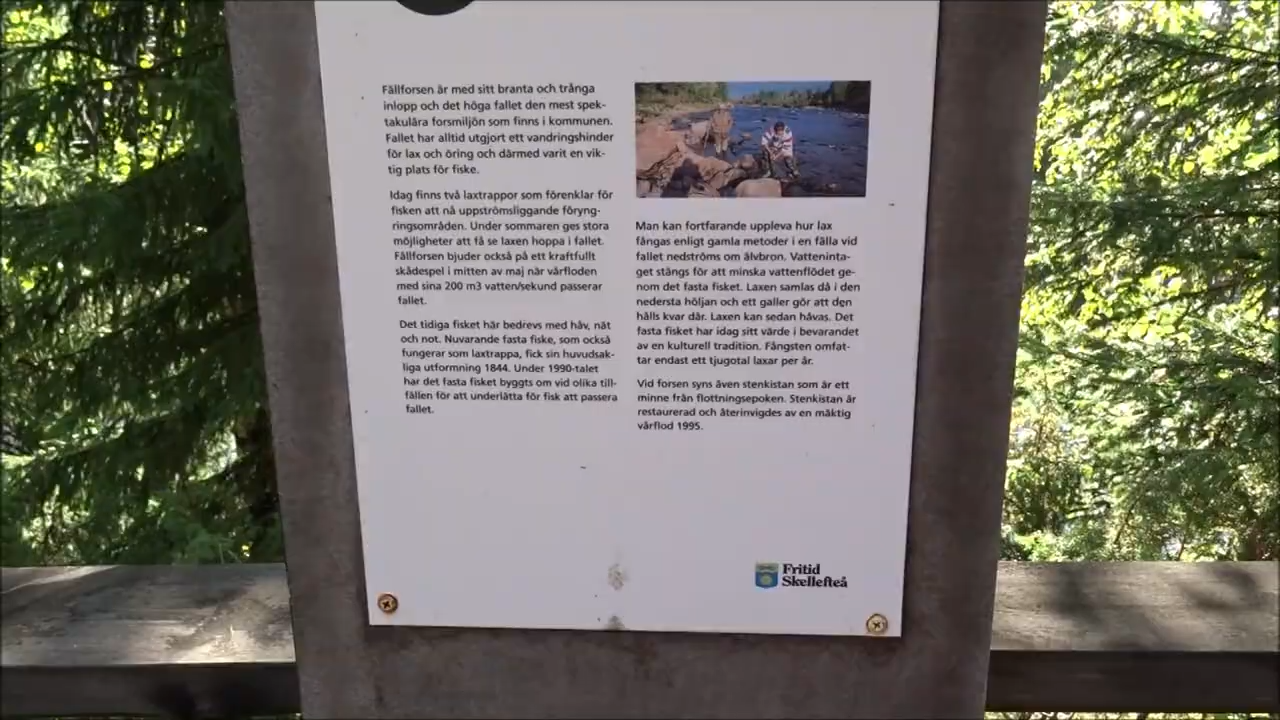 Fällforsen är med sitt branta och trånga
inlopp och det höga fallet den mest spek-
takulära forsmiljön som finns i kommunen.
Fallet har alltid utgjort ett vandringshinder
för lax och öring och därmed varit en vik-
tig plats för fiske.
Idag finns två laxtrappor som förenklar för
fisken att nå uppströmsliggande föryng-
ringsområden. Under sommaren ges stora
möjligheter att få se laxen hoppa i fallet.
Fällforsen bjuder också på ett kraftfullt
skådespel i mitten av maj när vårfloden
med sina 200 m3 vatten/sekund passerar
fallet.
Det tidiga fisket här bedrevs med håv, nät
och not. Nuvarande fasta fiske, som också
fungerar som laxtrappa, fick sin huvudsak-
liga utformning 1844. Under 1990-talet
har det fasta fisket byggts om vid olika till-
fällen för att underlätta för fisk att passera
fallet.
Man kan fortfarande uppleva hur lax
fångas enligt gamla metoder i en fälla vid
fallet nedströms om älvbron. Vatteninta-
get stängs för att minska vattenflödet ge-
nom det fasta fisket. Laxen samlas då i den
nedersta höljan och ett galler gör att den
hålls kvar där. Laxen kan sedan håvas. Det
fasta fisket har idag sitt värde i bevarandet
av en kulturell tradition. Fångsten omfat-
tar endast ett tjugotal laxar per år.
Vid forsen syns även stenkistan som är ett
minne från flottningsepoken. Stenkistan är
restaurerad och återinvigdes av en mäktig
vårflod 1995.
Fritid
Skellefteå